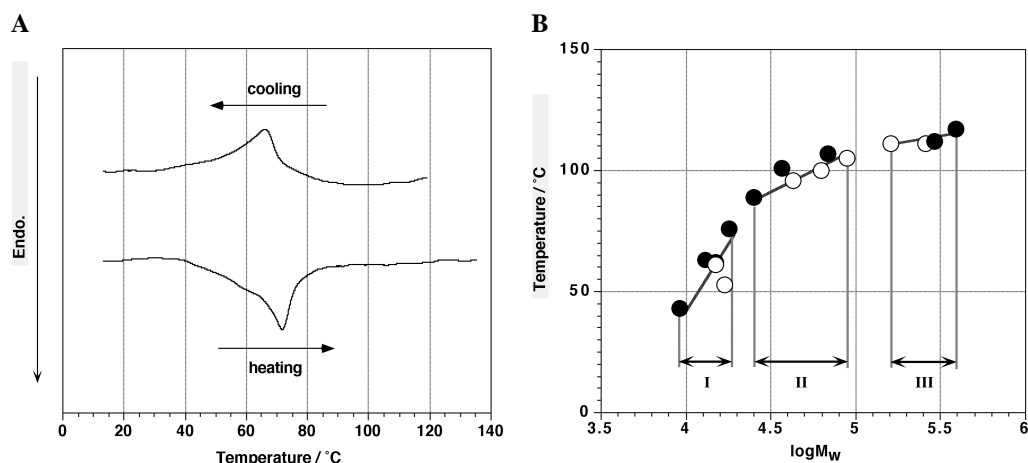 A
cooling
heating
Endo.
0 20 40 60 80 100 120 140
Temperature / ˚C
B
150
100
50
0
Temperature / ˚C
I II III
3.5 4 4.5 5 5.5 6
logMw